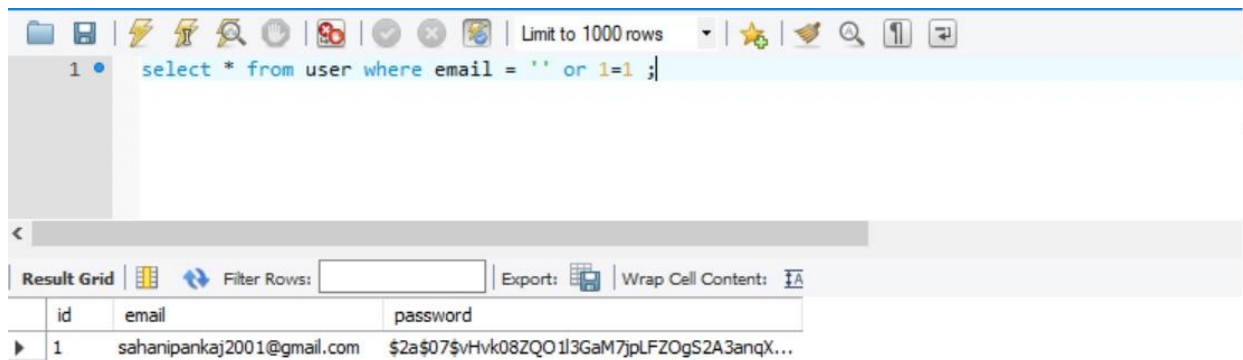 Limit to 1000 rows
1 select * from user where email = '' or 1=1 ;
Result Grid Filter Rows: Export: Wrap Cell Content: IA
id email password
1 sahanipankaj2001@gmail.com $2a$07$vHvk08ZQO1l3GaM7jpLFZOgS2A3anqX...